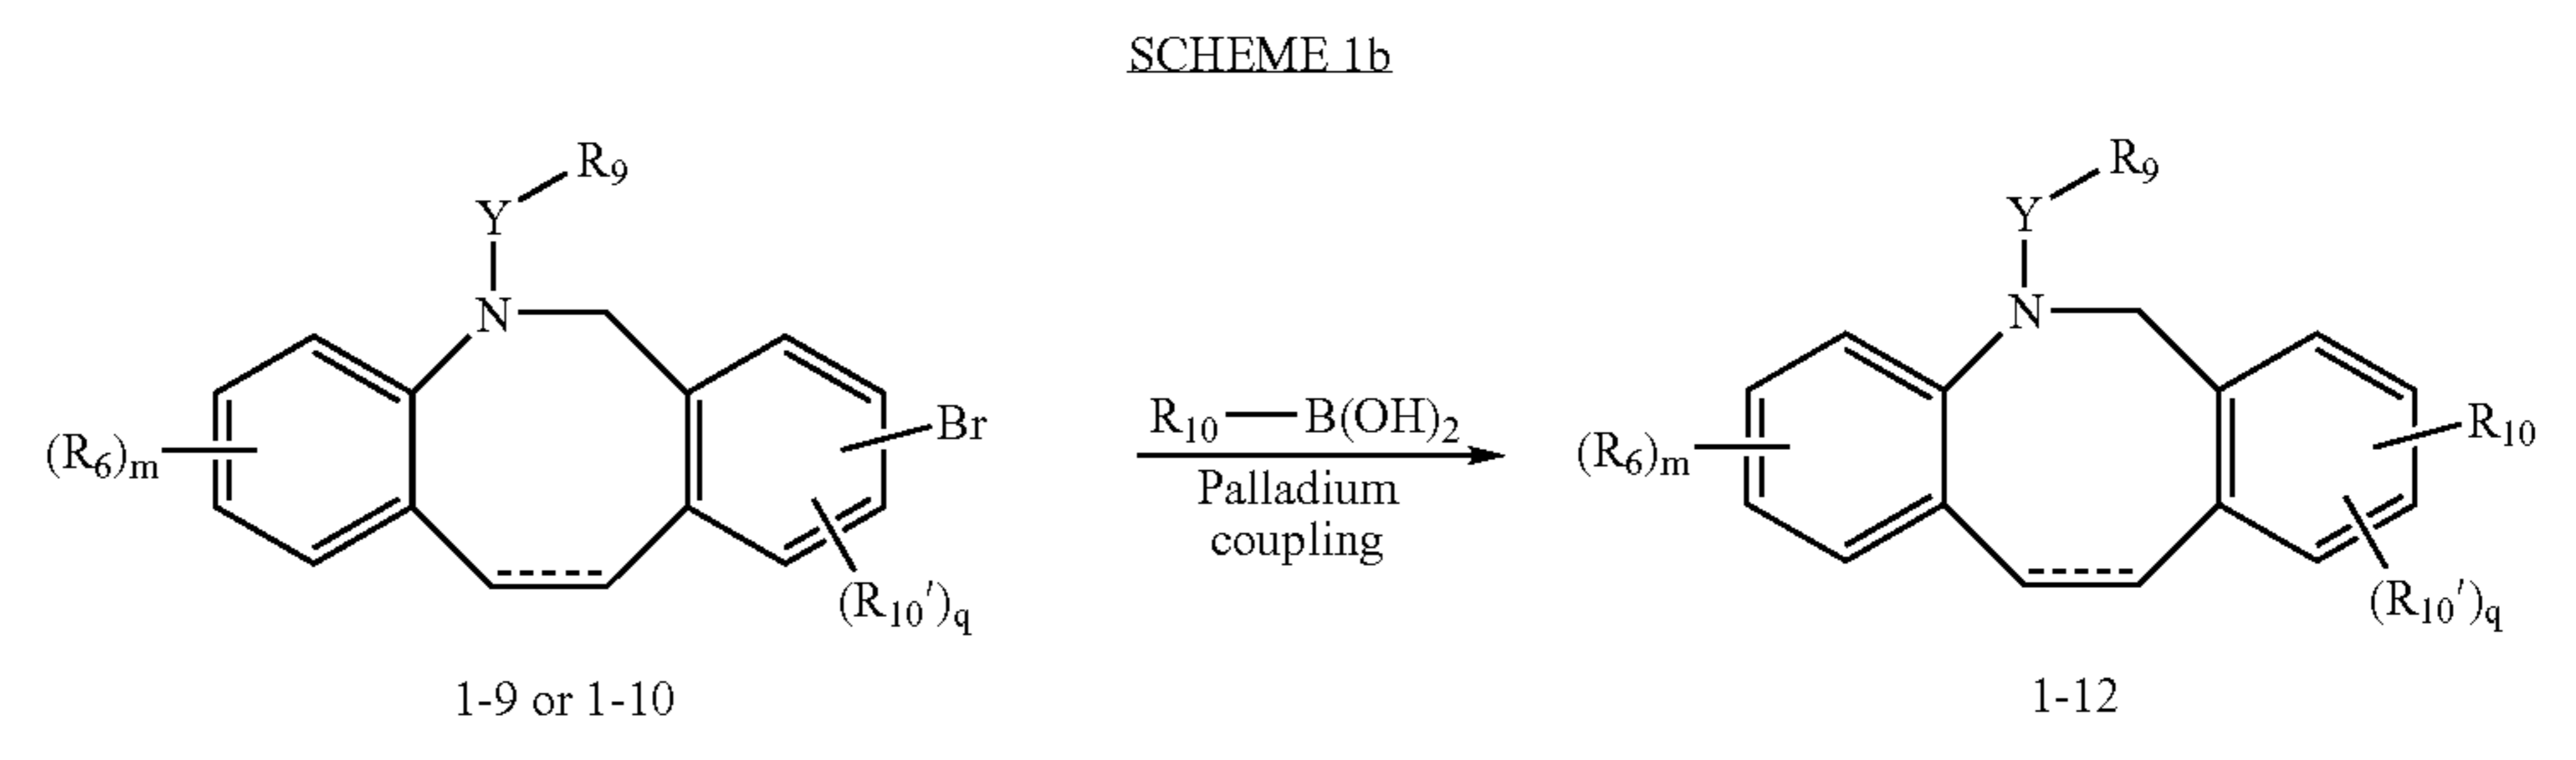 SCHEME 1b
R₉
Y
N
(R₆)ₘ
Br
(R₁₀')q
1-9 or 1-10
R₁₀—B(OH)₂
Palladium
coupling
R₉
Y
N
(R₆)ₘ
R₁₀
(R₁₀')q
1-12